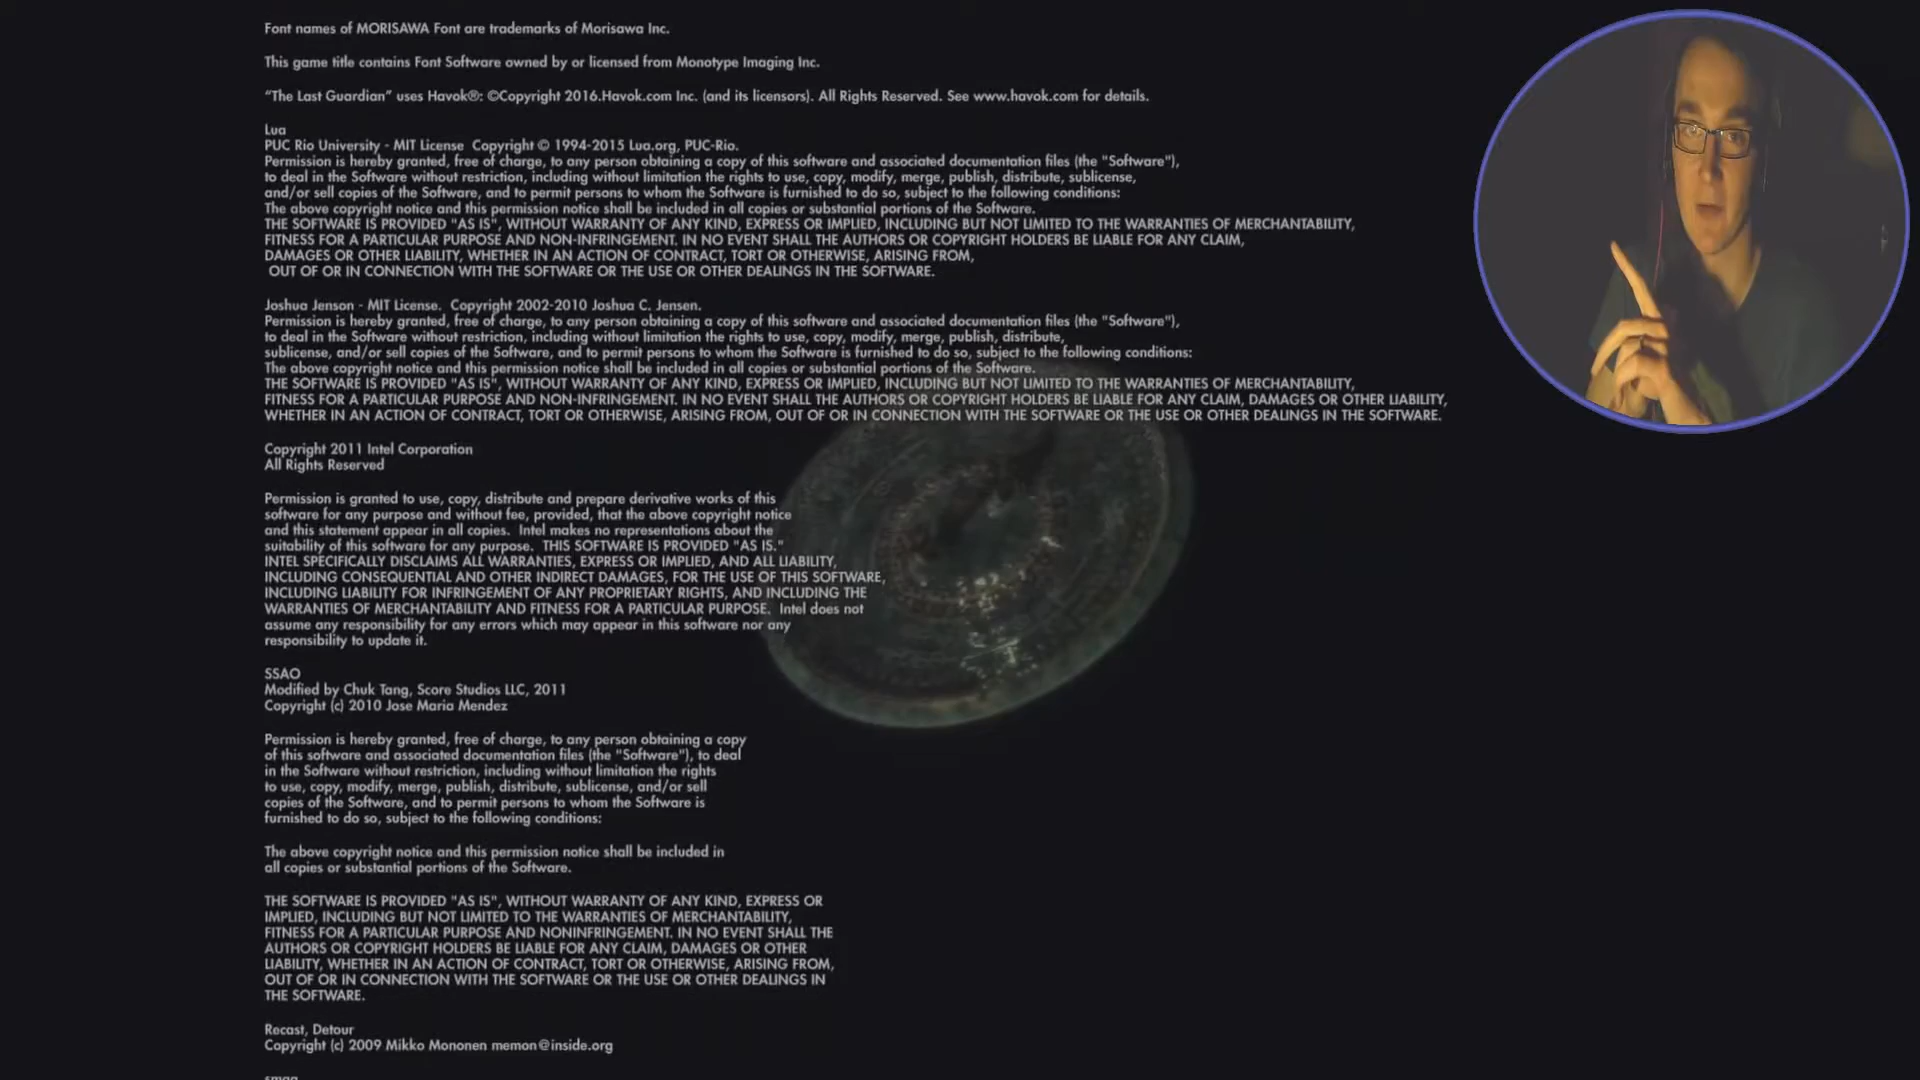 Font names of MORISAWA Font are trademarks of Morisawa Inc.
This game title contains Font Software owned by or licensed from Monotype Imaging Inc.
“The Last Guardian” uses Havok®: ©Copyright 2016.Havok.com Inc. (and its licensors). All Rights Reserved. See www.havok.com for details.
Lua
PUC Rio University - MIT License  Copyright © 1994-2015 Lua.org, PUC-Rio.
Permission is hereby granted, free of charge, to any person obtaining a copy of this software and associated documentation files (the "Software"),
to deal in the Software without restriction, including without limitation the rights to use, copy, modify, merge, publish, distribute, sublicense,
and/or sell copies of the Software, and to permit persons to whom the Software is furnished to do so, subject to the following conditions:
The above copyright notice and this permission notice shall be included in all copies or substantial portions of the Software.
THE SOFTWARE IS PROVIDED "AS IS", WITHOUT WARRANTY OF ANY KIND, EXPRESS OR IMPLIED, INCLUDING BUT NOT LIMITED TO THE WARRANTIES OF MERCHANTABILITY,
FITNESS FOR A PARTICULAR PURPOSE AND NON-INFRINGEMENT. IN NO EVENT SHALL THE AUTHORS OR COPYRIGHT HOLDERS BE LIABLE FOR ANY CLAIM,
DAMAGES OR OTHER LIABILITY, WHETHER IN AN ACTION OF CONTRACT, TORT OR OTHERWISE, ARISING FROM,
OUT OF OR IN CONNECTION WITH THE SOFTWARE OR THE USE OR OTHER DEALINGS IN THE SOFTWARE.
Joshua Jenson - MIT License.  Copyright 2002-2010 Joshua C. Jensen.
Permission is hereby granted, free of charge, to any person obtaining a copy of this software and associated documentation files (the "Software"),
to deal in the Software without restriction, including without limitation the rights to use, copy, modify, merge, publish, distribute,
sublicense, and/or sell copies of the Software, and to permit persons to whom the Software is furnished to do so, subject to the following conditions:
The above copyright notice and this permission notice shall be included in all copies or substantial portions of the Software.
THE SOFTWARE IS PROVIDED "AS IS", WITHOUT WARRANTY OF ANY KIND, EXPRESS OR IMPLIED, INCLUDING BUT NOT LIMITED TO THE WARRANTIES OF MERCHANTABILITY,
FITNESS FOR A PARTICULAR PURPOSE AND NON-INFRINGEMENT. IN NO EVENT SHALL THE AUTHORS OR COPYRIGHT HOLDERS BE LIABLE FOR ANY CLAIM, DAMAGES OR OTHER LIABILITY,
WHETHER IN AN ACTION OF CONTRACT, TORT OR OTHERWISE, ARISING FROM, OUT OF OR IN CONNECTION WITH THE SOFTWARE OR THE USE OR OTHER DEALINGS IN THE SOFTWARE.
Copyright 2011 Intel Corporation
All Rights Reserved
Permission is granted to use, copy, distribute and prepare derivative works of this
software for any purpose and without fee, provided, that the above copyright notice
and this statement appear in all copies.  Intel makes no representations about the
suitability of this software for any purpose.  THIS SOFTWARE IS PROVIDED "AS IS."
INTEL SPECIFICALLY DISCLAIMS ALL WARRANTIES, EXPRESS OR IMPLIED, AND ALL LIABILITY,
INCLUDING CONSEQUENTIAL AND OTHER INDIRECT DAMAGES, FOR THE USE OF THIS SOFTWARE,
INCLUDING LIABILITY FOR INFRINGEMENT OF ANY PROPRIETARY RIGHTS, AND INCLUDING THE
WARRANTIES OF MERCHANTABILITY AND FITNESS FOR A PARTICULAR PURPOSE.  Intel does not
assume any responsibility for any errors which may appear in this software nor any
responsibility to update it.
SSAO
Modified by Chuk Tang, Score Studios LLC, 2011
Copyright (c) 2010 Jose Maria Mendez
Permission is hereby granted, free of charge, to any person obtaining a copy
of this software and associated documentation files (the "Software"), to deal
in the Software without restriction, including without limitation the rights
to use, copy, modify, merge, publish, distribute, sublicense, and/or sell
copies of the Software, and to permit persons to whom the Software is
furnished to do so, subject to the following conditions:
The above copyright notice and this permission notice shall be included in
all copies or substantial portions of the Software.
THE SOFTWARE IS PROVIDED "AS IS", WITHOUT WARRANTY OF ANY KIND, EXPRESS OR
IMPLIED, INCLUDING BUT NOT LIMITED TO THE WARRANTIES OF MERCHANTABILITY,
FITNESS FOR A PARTICULAR PURPOSE AND NONINFRINGEMENT. IN NO EVENT SHALL THE
AUTHORS OR COPYRIGHT HOLDERS BE LIABLE FOR ANY CLAIM, DAMAGES OR OTHER
LIABILITY, WHETHER IN AN ACTION OF CONTRACT, TORT OR OTHERWISE, ARISING FROM,
OUT OF OR IN CONNECTION WITH THE SOFTWARE OR THE USE OR OTHER DEALINGS IN
THE SOFTWARE.
Recast, Detour
Copyright (c) 2009 Mikko Mononen memon@inside.org